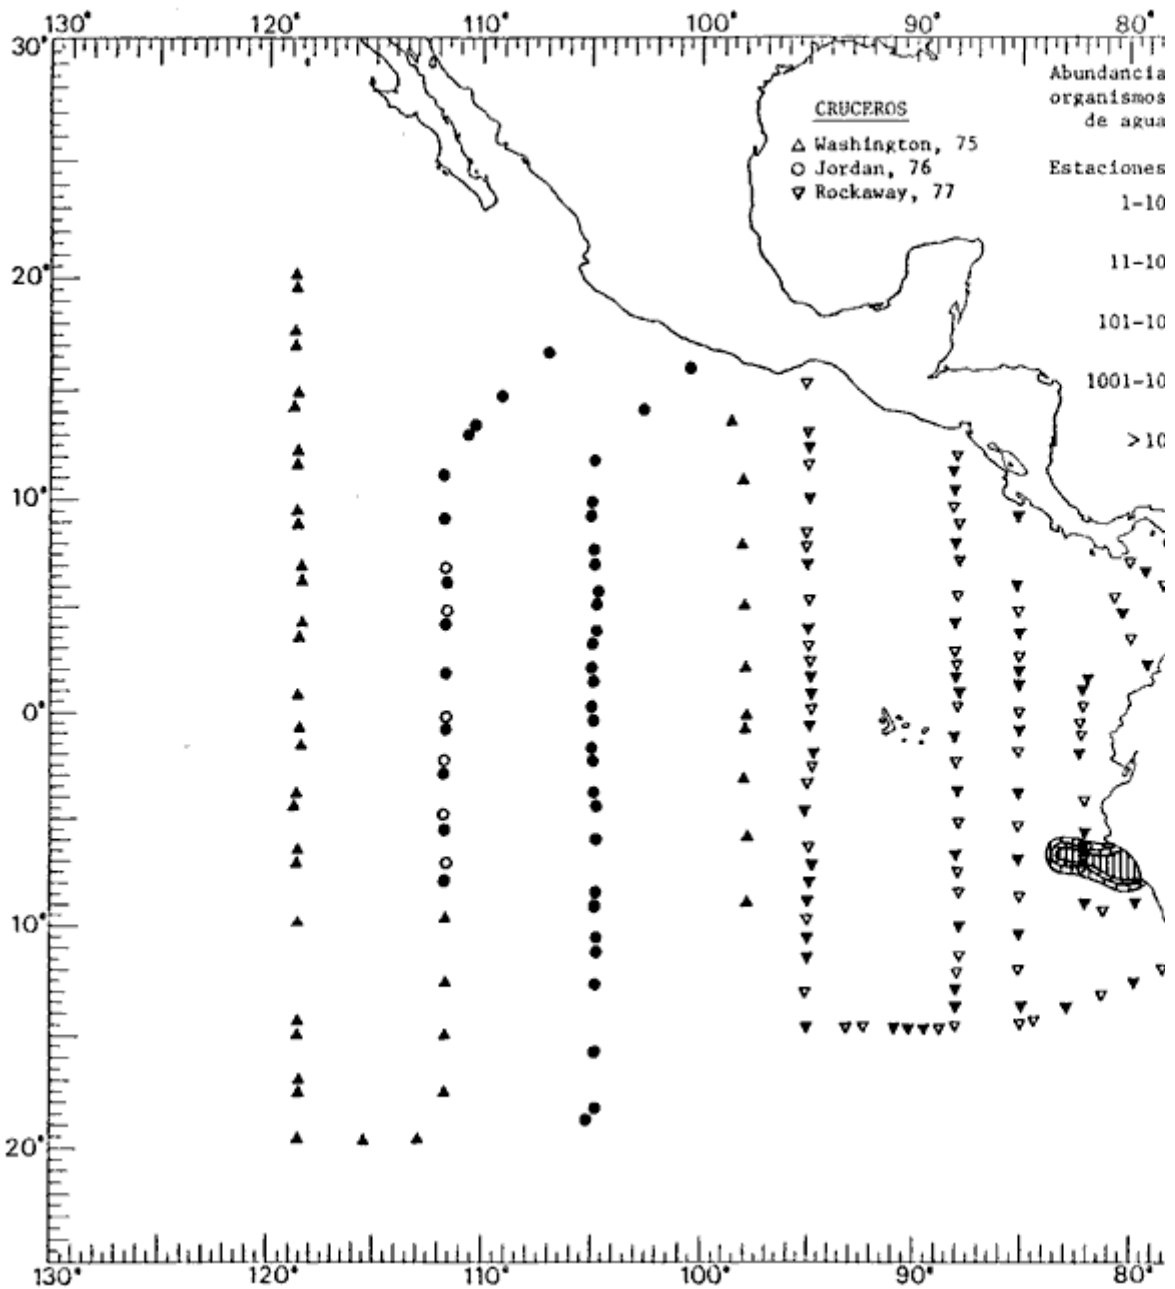 130° 120° 110° 100° 90° 80°
30°
Abundancia
organismos
de agua
CRUCEROS
△ Washington, 75
○ Jordan, 76
▽ Rockaway, 77
Estaciones
1-10
11-10
101-10
1001-10
>10
20°
10°
0°
10°
20°
130° 120° 110° 100° 90° 80°